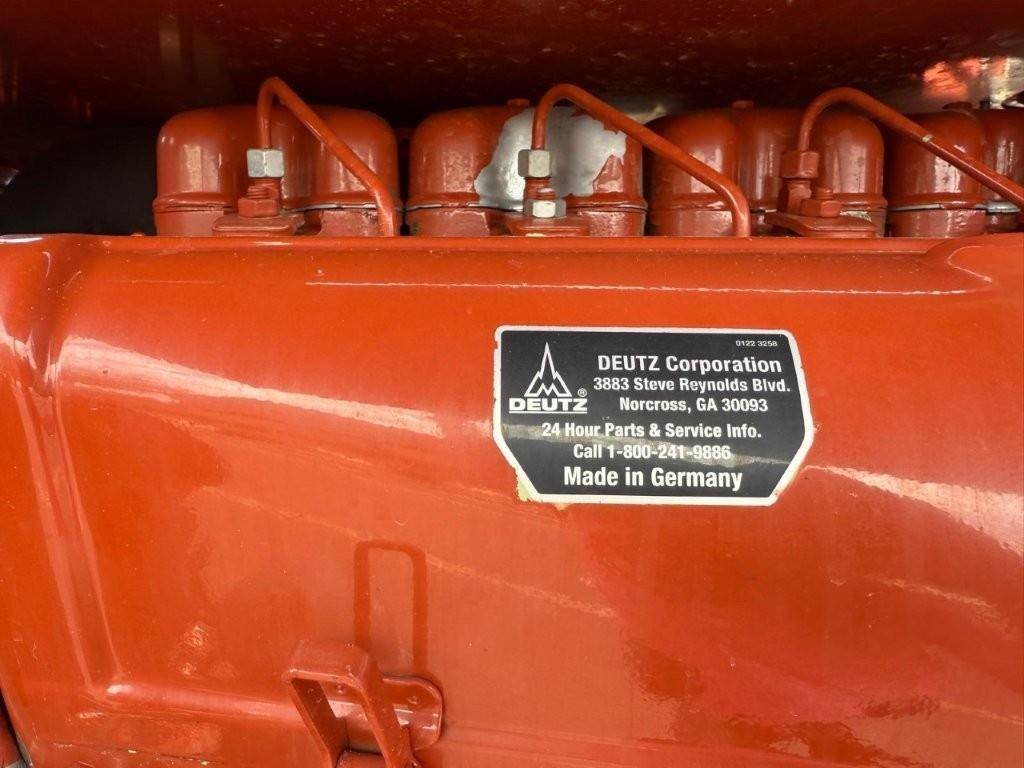 0122 3258
DEUTZ Corporation
3883 Steve Reynolds Blvd.
Norcross, GA 30093
DEUTZ®
24 Hour Parts & Service Info.
Call 1-800-241-9886
Made in Germany